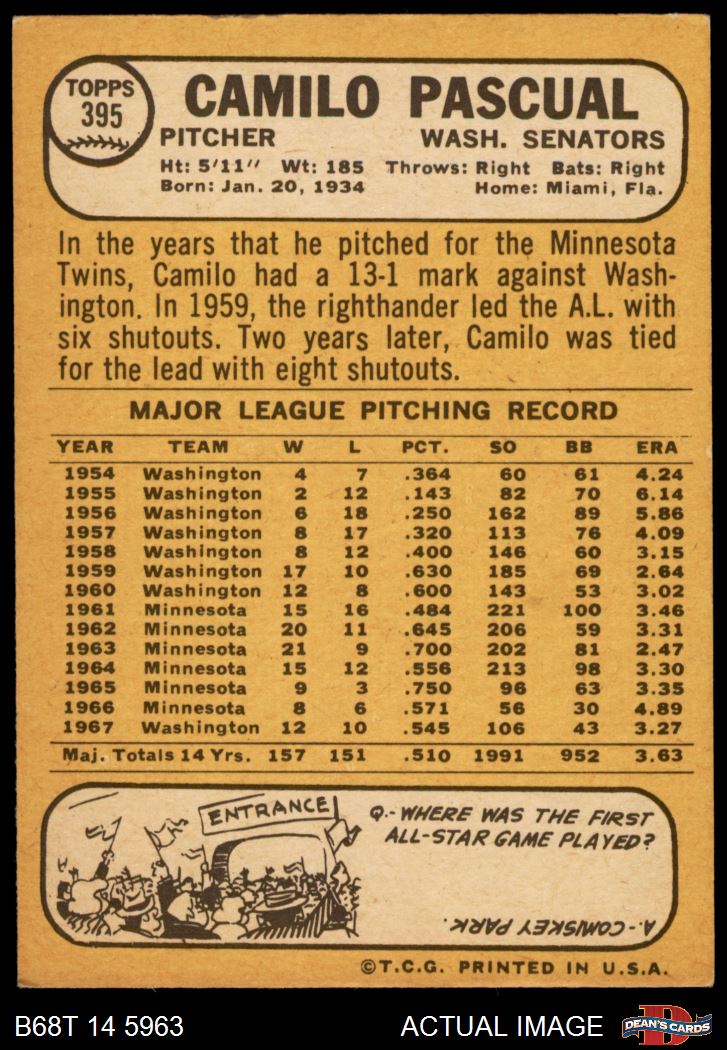 TOPPS
395
CAMILO PASCUAL
PITCHER WASH. SENATORS
Ht: 5'11" Wt: 185 Throws: Right Bats: Right
Born: Jan. 20, 1934 Home: Miami, Fla.
In the years that he pitched for the Minnesota
Twins, Camilo had a 13-1 mark against Wash-
ington. In 1959, the righthander led the A.L. with
six shutouts. Two years later, Camilo was tied
for the lead with eight shutouts.
MAJOR LEAGUE PITCHING RECORD
YEAR TEAM W L PCT. SO BB ERA
1954 Washington 4 7 .364 60 61 4.24
1955 Washington 2 12 .143 82 70 6.14
1956 Washington 6 18 .250 162 89 5.86
1957 Washington 8 17 .320 113 76 4.09
1958 Washington 8 12 .400 146 60 3.15
1959 Washington 17 10 .630 185 69 2.64
1960 Washington 12 8 .600 143 53 3.02
1961 Minnesota 15 16 .484 221 100 3.46
1962 Minnesota 20 11 .645 206 59 3.31
1963 Minnesota 21 9 .700 202 81 2.47
1964 Minnesota 15 12 .556 213 98 3.30
1965 Minnesota 9 3 .750 96 63 3.35
1966 Minnesota 8 6 .571 56 30 4.89
1967 Washington 12 10 .545 106 43 3.27
Maj. Totals 14 Yrs. 157 151 .510 1991 952 3.63
ENTRANCE
Q.- WHERE WAS THE FIRST
ALL-STAR GAME PLAYED?
A.- COMISKEY PARK.
©T.C.G. PRINTED IN U.S.A.
B68T 14 5963 ACTUAL IMAGE
D
DEAN'S CARDS